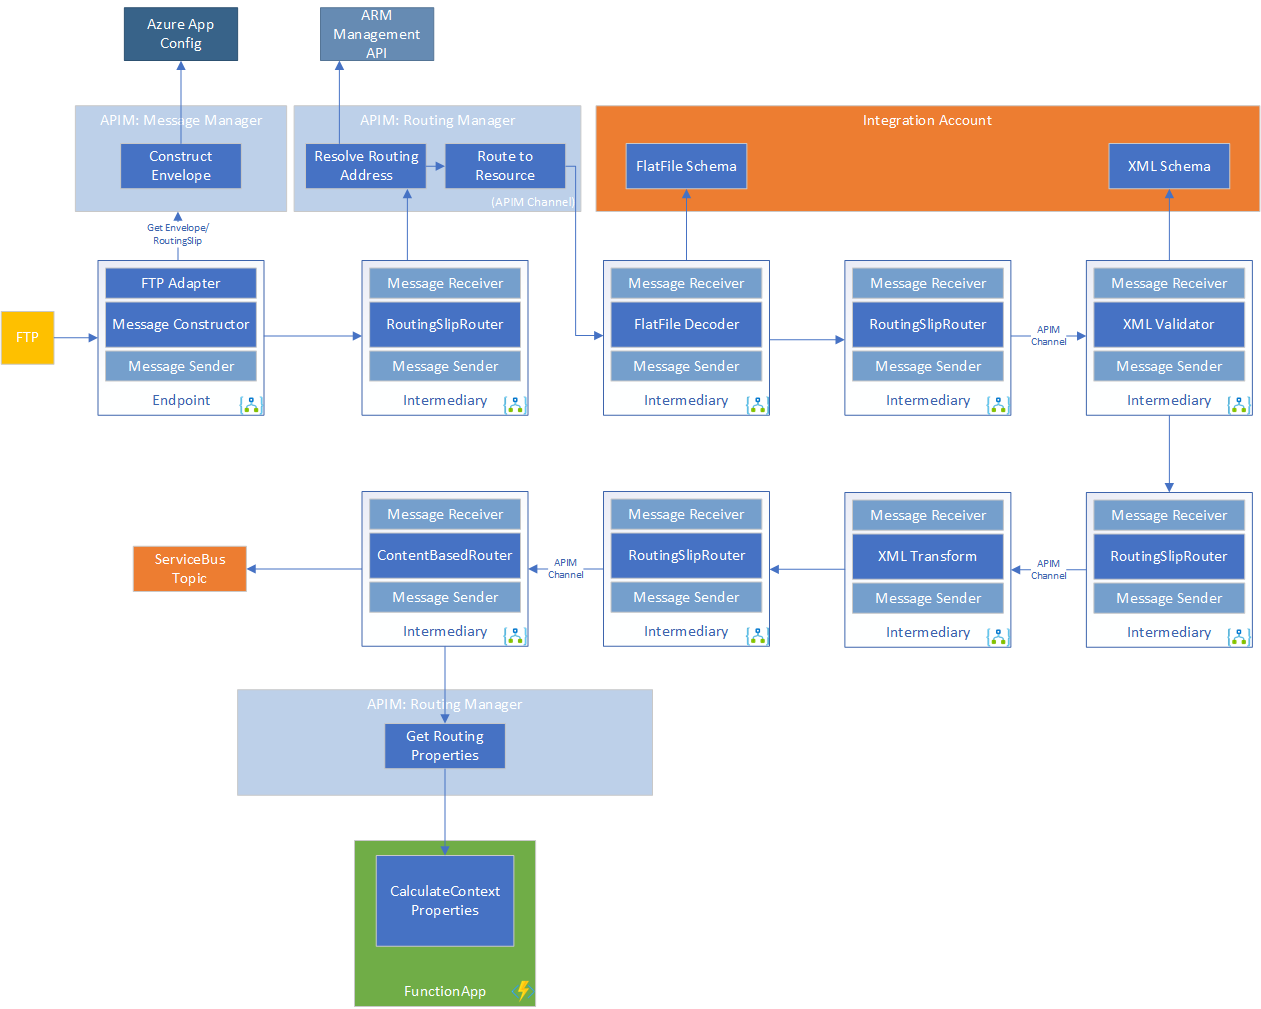 Azure App
Config
ARM
Management
API
APIM: Message Manager
Construct
Envelope
APIM: Routing Manager
Resolve Routing
Address
Route to
Resource
(APIM Channel)
Integration Account
FlatFile Schema
XML Schema
Get Envelope/
RoutingSlip
FTP
FTP Adapter
Message Constructor
Message Sender
Endpoint
Message Receiver
RoutingSlipRouter
Message Sender
Intermediary
Message Receiver
FlatFile Decoder
Message Sender
Intermediary
Message Receiver
RoutingSlipRouter
Message Sender
Intermediary
APIM
Channel
Message Receiver
XML Validator
Message Sender
Intermediary
ServiceBus
Topic
Message Receiver
ContentBasedRouter
Message Sender
Intermediary
APIM
Channel
Message Receiver
RoutingSlipRouter
Message Sender
Intermediary
Message Receiver
XML Transform
Message Sender
Intermediary
APIM
Channel
Message Receiver
RoutingSlipRouter
Message Sender
Intermediary
APIM: Routing Manager
Get Routing
Properties
CalculateContext
Properties
FunctionApp